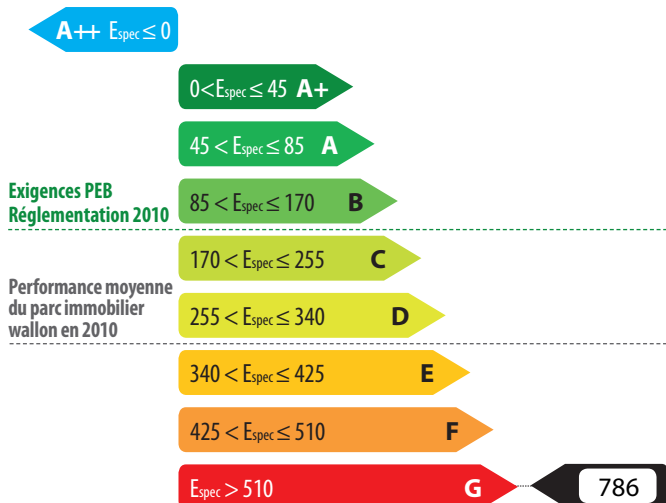 A++ Espec ≤ 0
0 < Espec ≤ 45 A+
45 < Espec ≤ 85 A
Exigences PEB
Réglementation 2010
85 < Espec ≤ 170 B
170 < Espec ≤ 255 C
Performance moyenne
du parc immobilier
wallon en 2010
255 < Espec ≤ 340 D
340 < Espec ≤ 425 E
425 < Espec ≤ 510 F
Espec > 510 G 786